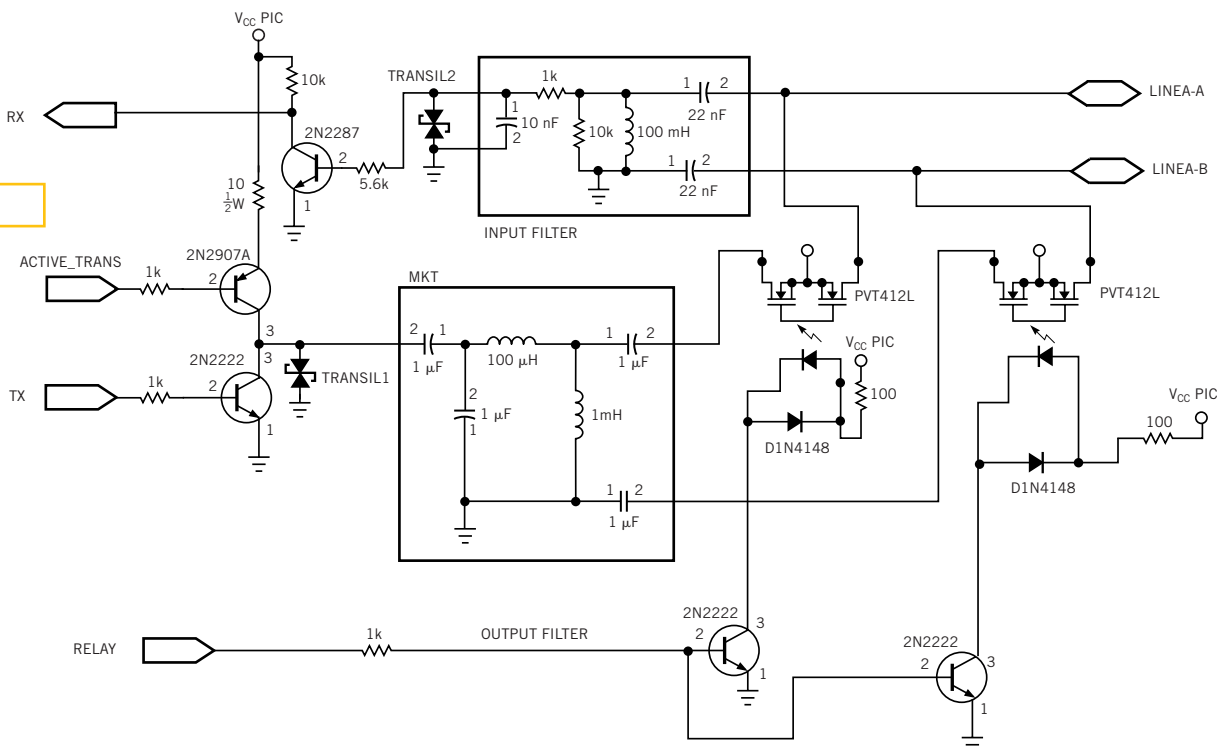 V_CC PIC
10k
RX
2N2287
2
5.6k
1
10
½W
TRANSIL2
1k
1
10 nF
2
10k
100 mH
1 2
22 nF
1 2
22 nF
INPUT FILTER
LINEA-A
LINEA-B
2N2907A
ACTIVE_TRANS
1k
2
3
2N2222
3
TX
1k
2
1
TRANSIL1
MKT
2 1
1 µF
100 µH
1 2
1 µF
2
1 µF
1
1mH
1 2
1 µF
PVT412L
V_CC PIC
100
D1N4148
PVT412L
V_CC PIC
100
D1N4148
RELAY
1k
OUTPUT FILTER
2N2222
2
3
1
2N2222
2
3
1